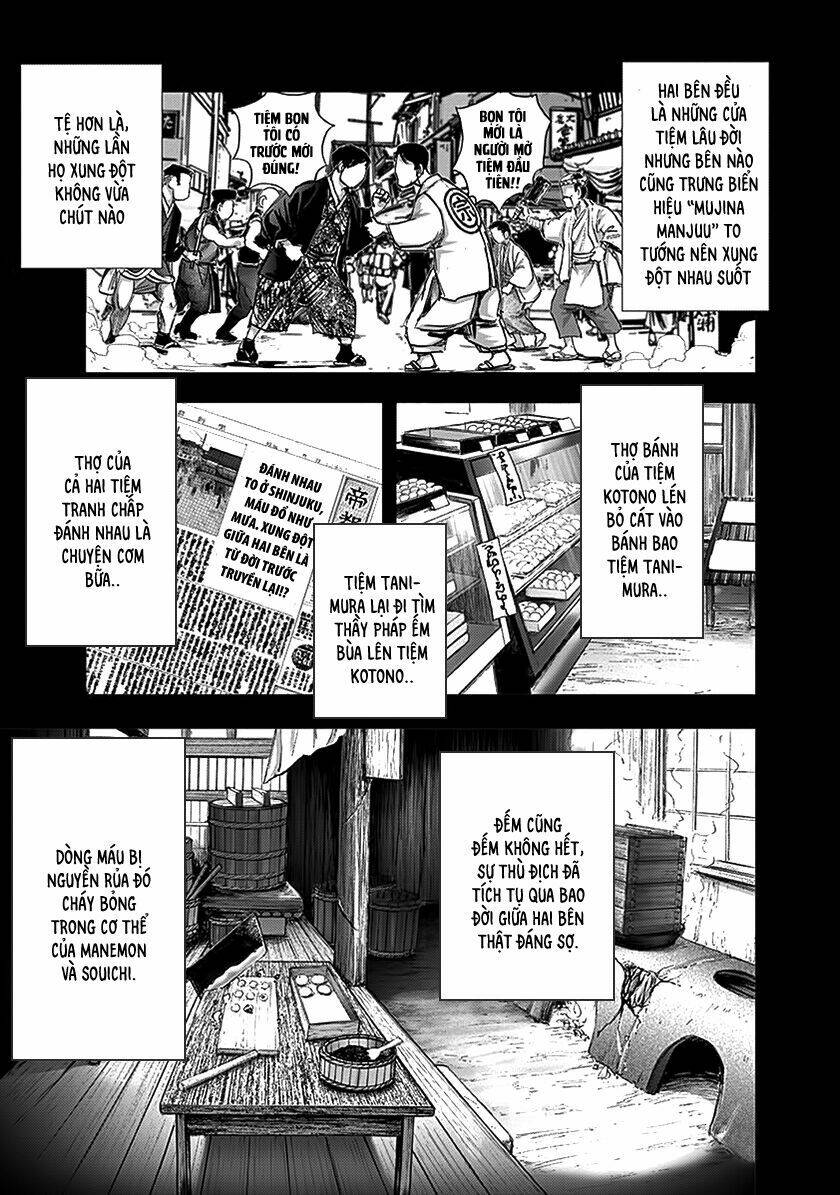 HAI BÊN ĐỀU
LÀ NHỮNG CỬA
TIỆM LÂU ĐỜI
NHƯNG BÊN NÀO
CŨNG TRƯNG BIỂN
HIỆU "MUJINA
MANJUU" TO
TƯỚNG NÊN XUNG
ĐỘT NHAU SUỐT
BỌN TÔI
MỚI LÀ
NGƯỜI MỞ
TIỆM ĐẦU
TIÊN!!
TIỆM BỌN
TÔI CÓ
TRƯỚC MỚI
ĐÚNG!
TỆ HƠN LÀ,
NHỮNG LẦN
HỌ XUNG ĐỘT
KHÔNG VỪA
CHÚT NÀO
THỢ BÁNH
CỦA TIỆM
KOTONO LÉN
BỎ CÁT VÀO
BÁNH BAO
TIỆM TANI-
MURA..
TIỆM TANI-
MURA LẠI ĐI TÌM
THẦY PHÁP ẾM
BÙA LÊN TIỆM
KOTONO..
ĐÁNH NHAU
TO Ở SHINJUKU,
MÁU ĐỔ NHƯ
MƯA. XUNG ĐỘT
GIỮA HAI BÊN LÀ
TỪ ĐỜI TRƯỚC
TRUYỀN LẠI!?
THỢ CỦA
CẢ HAI TIỆM
TRANH CHẤP
ĐÁNH NHAU LÀ
CHUYỆN CƠM
BỮA..
ĐẾM CŨNG
ĐẾM KHÔNG HẾT,
SỰ THÙ ĐỊCH ĐÃ
TÍCH TỤ QUA BAO
ĐỜI GIỮA HAI BÊN
THẬT ĐÁNG SỢ.
DÒNG MÁU BỊ
NGUYỀN RỦA ĐÓ
CHÁY BỎNG
TRONG CƠ THỂ
CỦA MANEMON
VÀ SOUICHI.